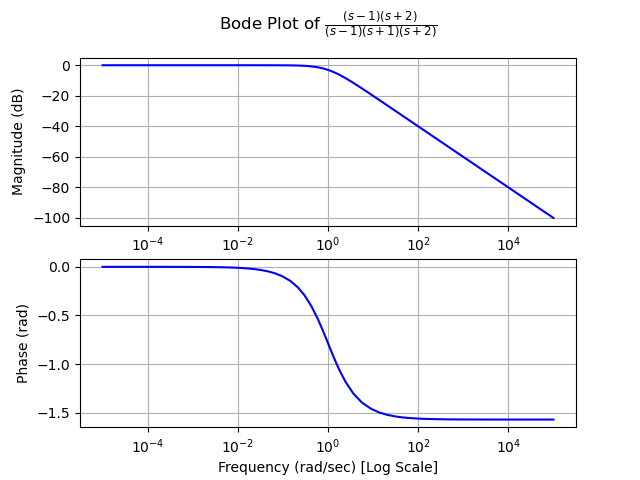 Bode Plot of \frac{(s-1)(s+2)}{(s-1)(s+1)(s+2)}
0
−20
−40
−60
−80
−100
Magnitude (dB)
10^{-4} 10^{-2} 10^{0} 10^{2} 10^{4}
0.0
−0.5
−1.0
−1.5
Phase (rad)
10^{-4} 10^{-2} 10^{0} 10^{2} 10^{4}
Frequency (rad/sec) [Log Scale]